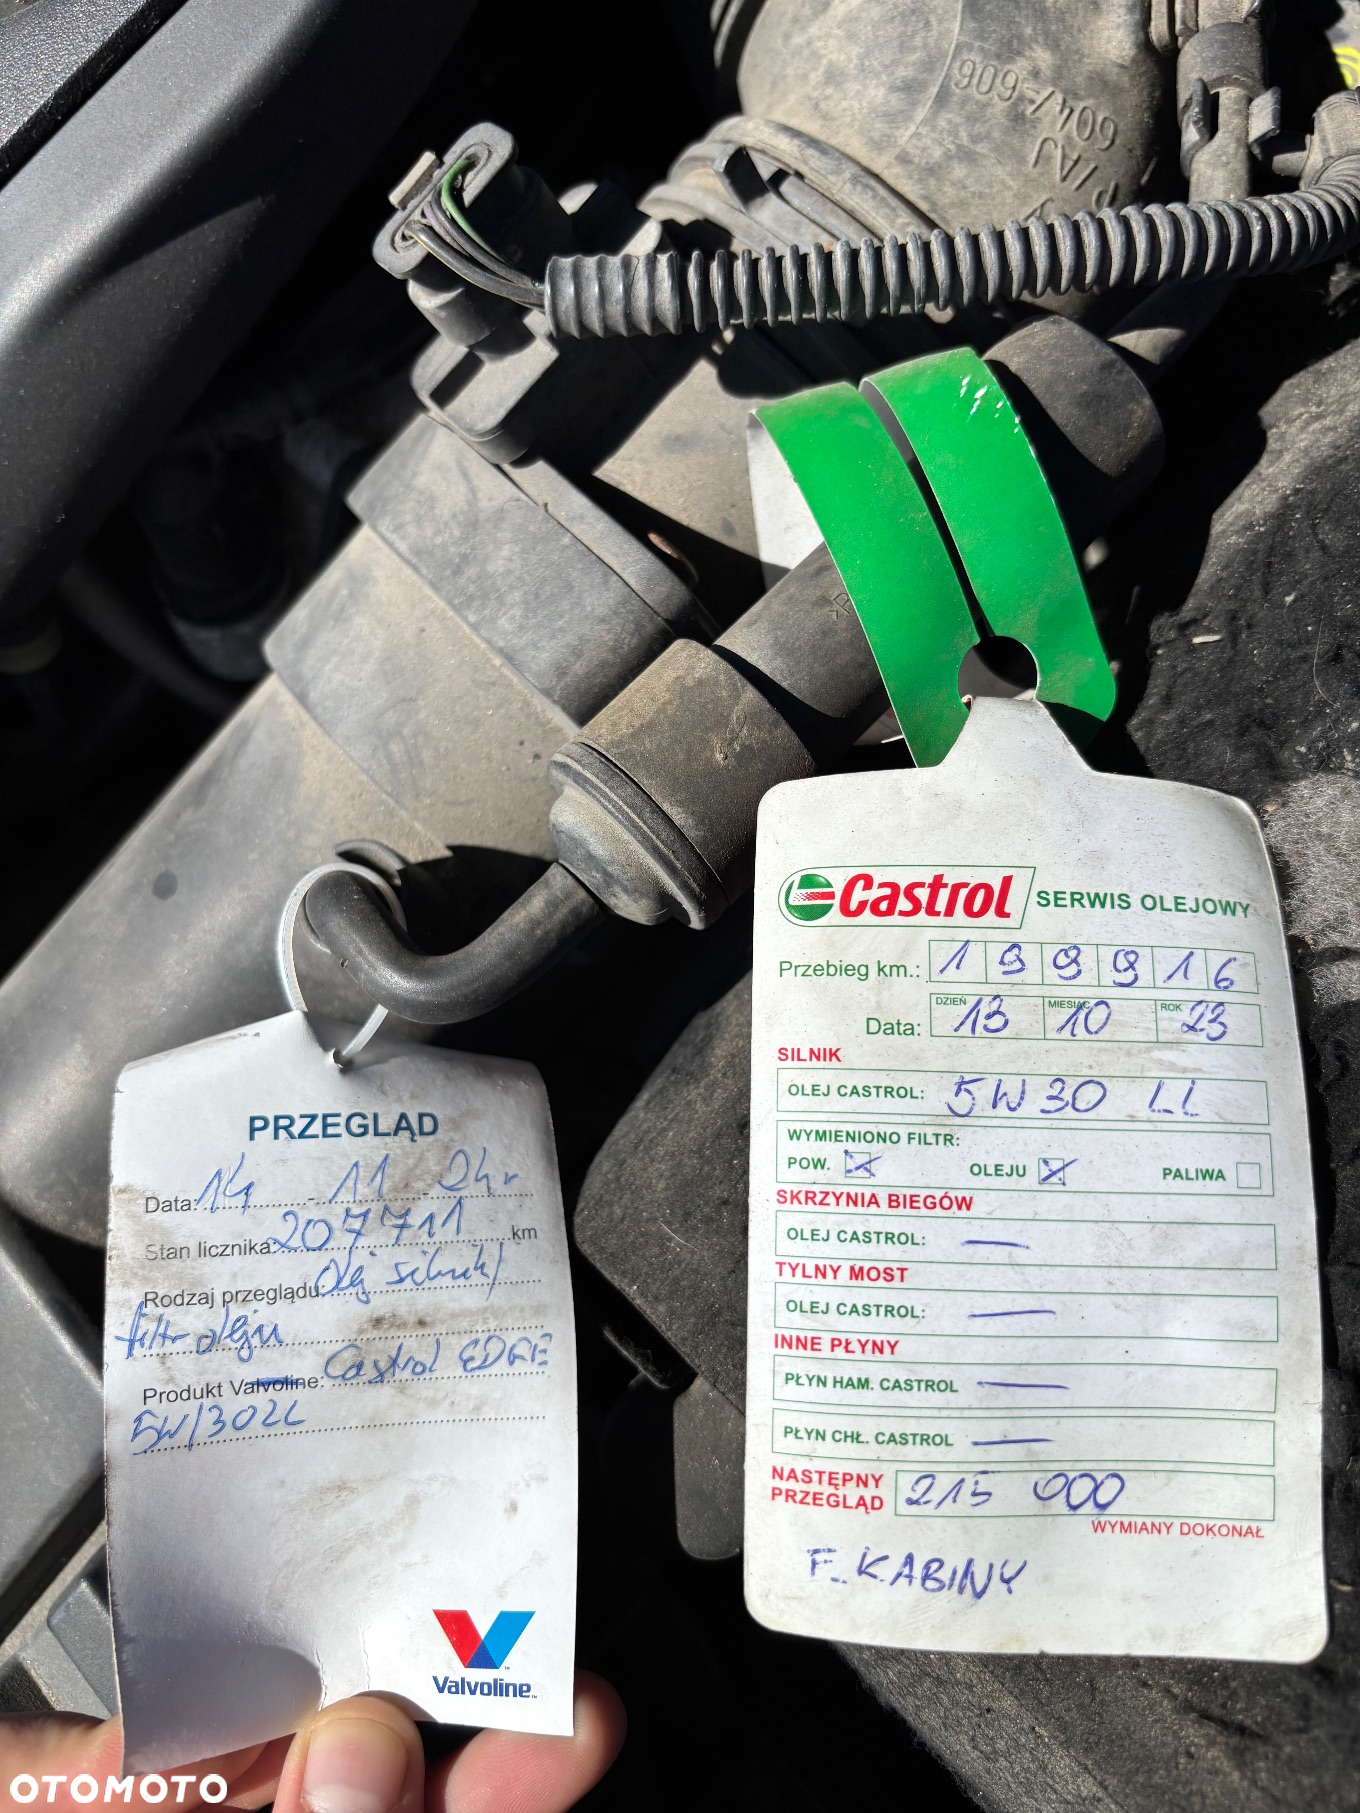 606-/409
P/AJ
PRZEGLĄD
Data: 14 - 11 - 24r
Stan licznika: 207711 km
Rodzaj przeglądu: Olej silnik/
filtr oleju
Produkt Valvoline: Castrol EDGE
5W/30LL
Valvoline
Castrol SERWIS OLEJOWY
Przebieg km.: 199916
DZIEŃ MIESIĄC ROK
Data: 13 10 23
SILNIK
OLEJ CASTROL: 5W30 LL
WYMIENIONO FILTR:
POW. OLEJU PALIWA
SKRZYNIA BIEGÓW
OLEJ CASTROL: —
TYLNY MOST
OLEJ CASTROL: —
INNE PŁYNY
PŁYN HAM. CASTROL —
PŁYN CHŁ. CASTROL —
NASTĘPNY
PRZEGLĄD 215 000
WYMIANY DOKONAŁ
F. KABINY
OTOMOTO